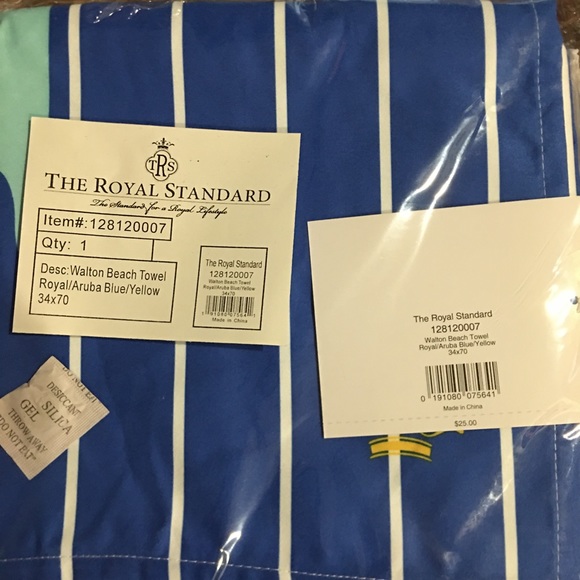 TRS
THE ROYAL STANDARD
The Standard for a Royal Lifestyle
Item#:128120007
Qty: 1
Desc:Walton Beach Towel
Royal/Aruba Blue/Yellow
34x70
The Royal Standard
128120007
Walton Beach Towel
Royal/Aruba Blue/Yellow
34x70
Made in China
The Royal Standard
128120007
Walton Beach Towel
Royal/Aruba Blue/Yellow
34x70
0 191080 075641
Made in China
$25.00
DESICCANT
SILICA
GEL
THROW AWAY
"DO NOT EAT"